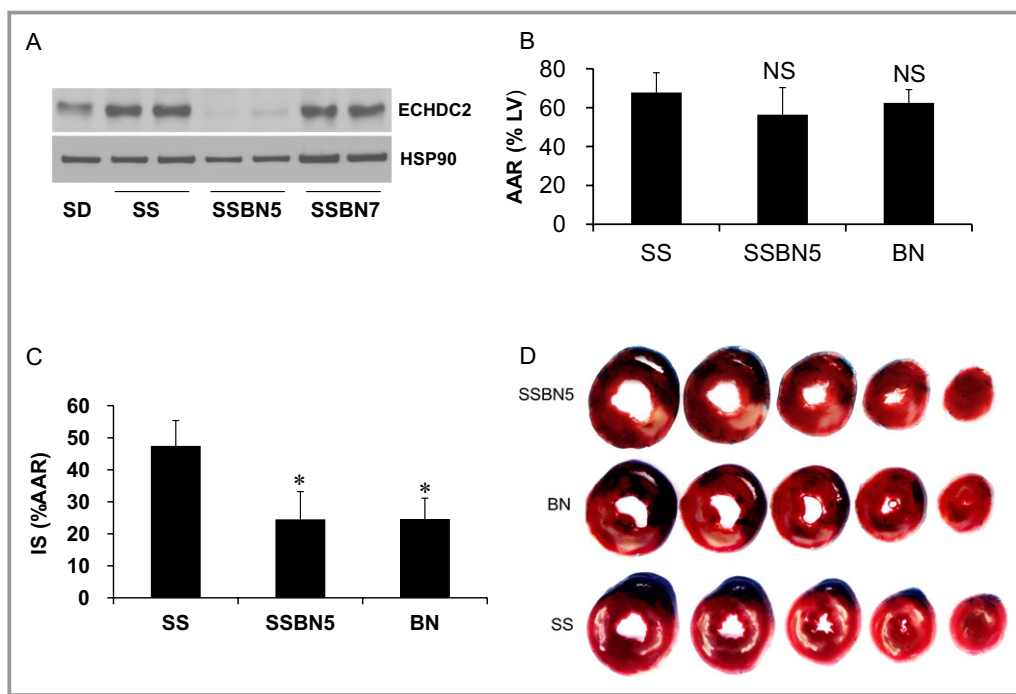 A
ECHDC2
HSP90
SD SS SSBN5 SSBN7
B
AAR (% LV)
80
60
40
20
0
NS
NS
SS SSBN5 BN
C
IS (%AAR)
60
50
40
30
20
10
0
*
*
SS SSBN5 BN
D
SSBN5
BN
SS